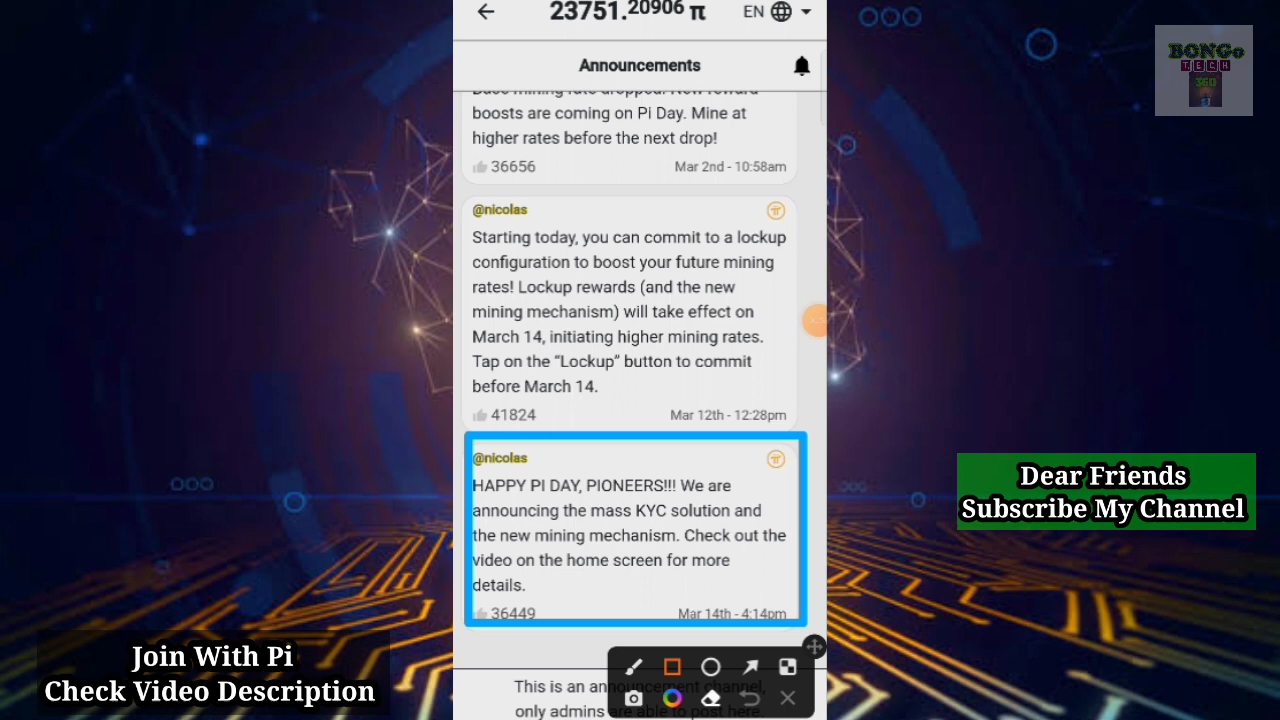 23751.20906 π
EN
Announcements
Base mining rate dropped! New reward
boosts are coming on Pi Day. Mine at
higher rates before the next drop!
36656
Mar 2nd - 10:58am
@nicolas
Starting today, you can commit to a lockup
configuration to boost your future mining
rates! Lockup rewards (and the new
mining mechanism) will take effect on
March 14, initiating higher mining rates.
Tap on the “Lockup” button to commit
before March 14.
41824
Mar 12th - 12:28pm
@nicolas
HAPPY PI DAY, PIONEERS!!! We are
announcing the mass KYC solution and
the new mining mechanism. Check out the
video on the home screen for more
details.
36449
Mar 14th - 4:14pm
This is an announcement channel,
only admins are able to post here.
BONGo
TECH
360
Dear Friends
Subscribe My Channel
Join With Pi
Check Video Description